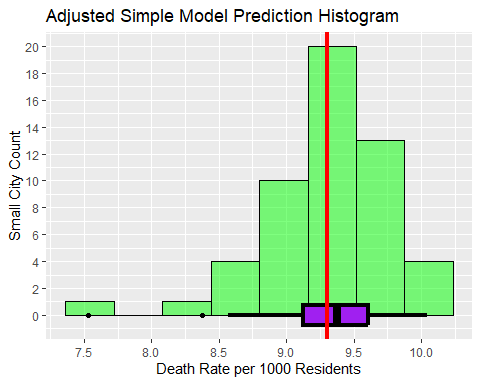 Adjusted Simple Model Prediction Histogram
20
18
16
14
12
10
8
6
4
2
0
Small City Count
7.5 8.0 8.5 9.0 9.5 10.0
Death Rate per 1000 Residents